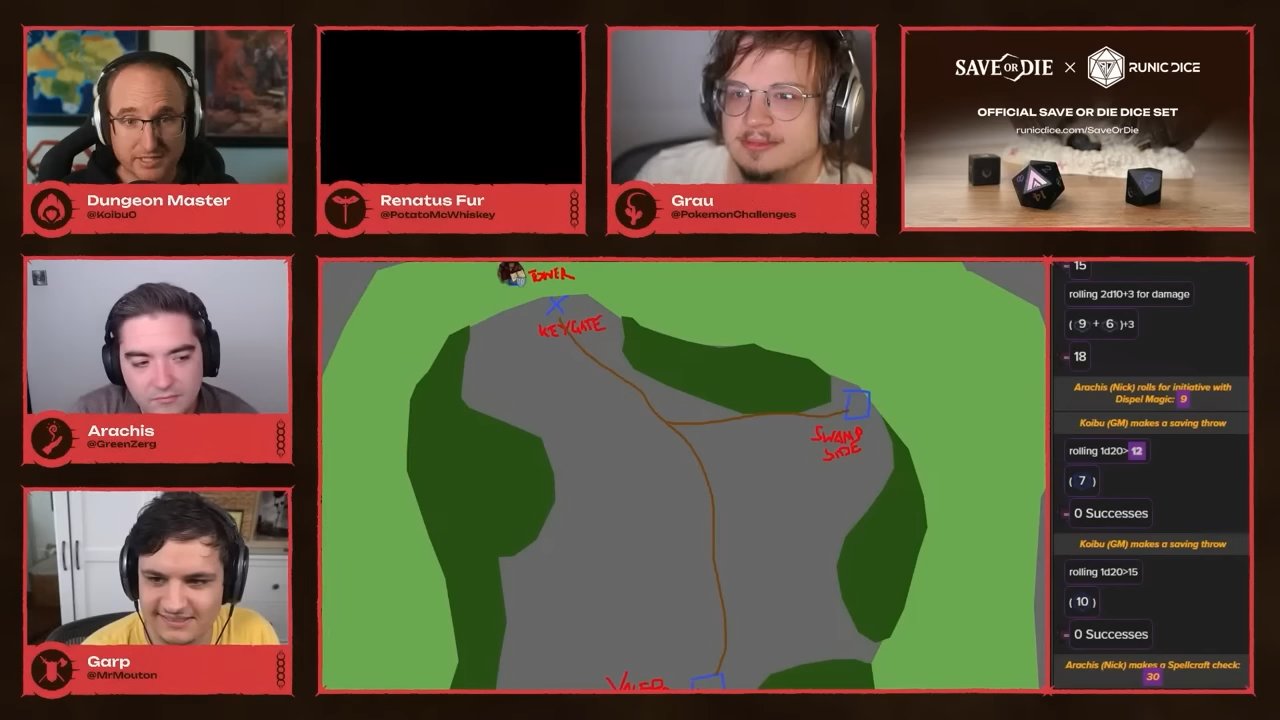 Dungeon Master
@Koibu0
Renatus Fur
@PotatoMcWhiskey
Grau
@PokemonChallenges
SAVE OR DIE × RUNIC DICE
OFFICIAL SAVE OR DIE DICE SET
runicdice.com/SaveOrDie
14
Arachis
@GreenZerg
Garp
@MrMouton
TOWER
KEYGATE
SWAMP
SIDE
= 15
rolling 2d10+3 for damage
( 9 + 6 )+3
= 18
Arachis (Nick) rolls for initiative with
Dispel Magic: 9
Koibu (GM) makes a saving throw
rolling 1d20>12
( 7 )
= 0 Successes
Koibu (GM) makes a saving throw
rolling 1d20>15
( 10 )
= 0 Successes
Arachis (Nick) makes a Spellcraft check:
30